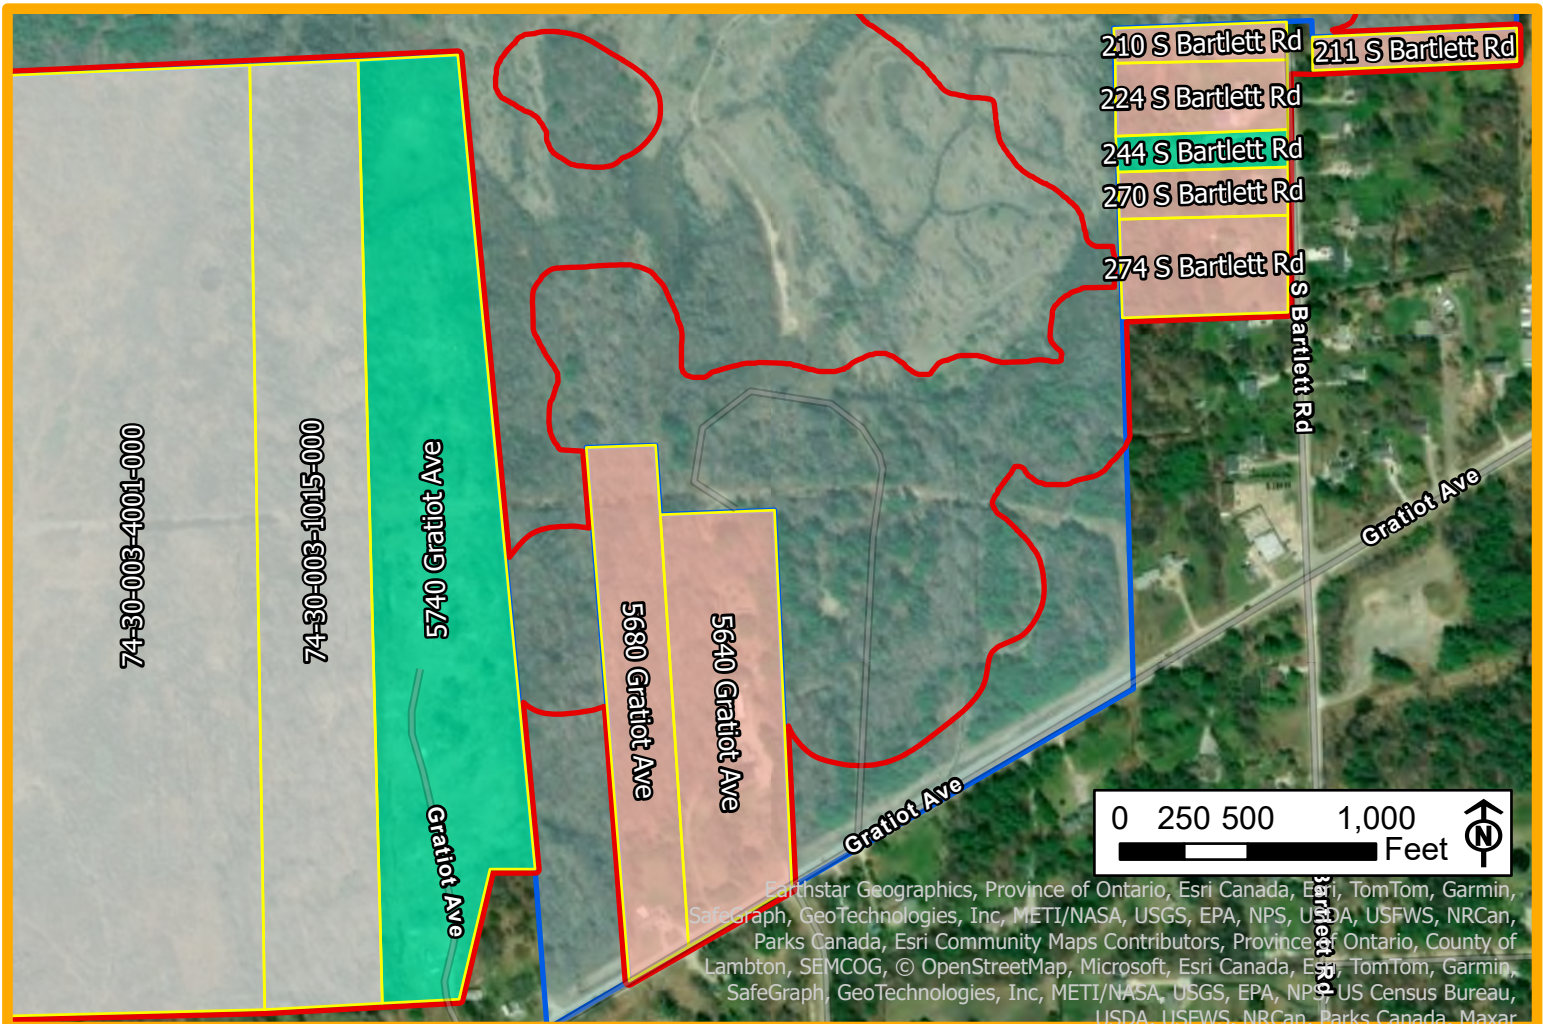 210 S Bartlett Rd
211 S Bartlett Rd
224 S Bartlett Rd
244 S Bartlett Rd
270 S Bartlett Rd
274 S Bartlett Rd
S Bartlett Rd
74-30-003-4001-000
74-30-003-1015-000
5740 Gratiot Ave
5680 Gratiot Ave
5640 Gratiot Ave
Gratiot Ave
Gratiot Ave
Gratiot Ave
0 250 500 1,000
Feet
N
Bartlett Rd
Earthstar Geographics, Province of Ontario, Esri Canada, Esri, TomTom, Garmin,
SafeGraph, GeoTechnologies, Inc, METI/NASA, USGS, EPA, NPS, USDA, USFWS, NRCan,
Parks Canada, Esri Community Maps Contributors, Province of Ontario, County of
Lambton, SEMCOG, © OpenStreetMap, Microsoft, Esri Canada, Esri, TomTom, Garmin,
SafeGraph, GeoTechnologies, Inc, METI/NASA, USGS, EPA, NPS, US Census Bureau,
USDA, USFWS, NRCan, Parks Canada, Maxar